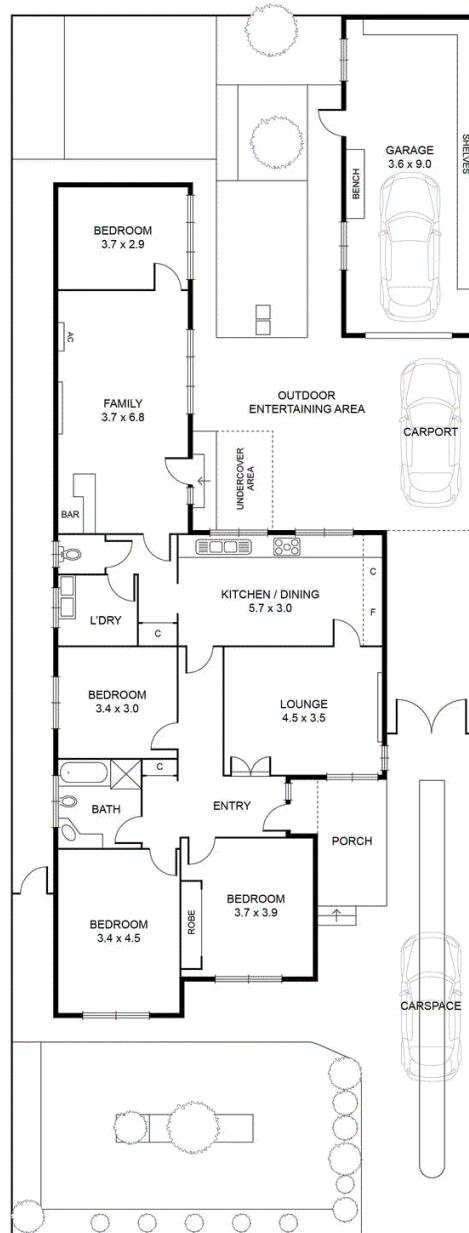 GARAGE
3.6 x 9.0
SHELVES
BENCH
BEDROOM
3.7 x 2.9
AC
FAMILY
3.7 x 6.8
OUTDOOR
ENTERTAINING AREA
CARPORT
UNDERCOVER
AREA
BAR
KITCHEN / DINING
5.7 x 3.0
C
F
L'DRY
C
BEDROOM
3.4 x 3.0
LOUNGE
4.5 x 3.5
C
BATH
ENTRY
PORCH
BEDROOM
3.4 x 4.5
ROBE
BEDROOM
3.7 x 3.9
CARSPACE